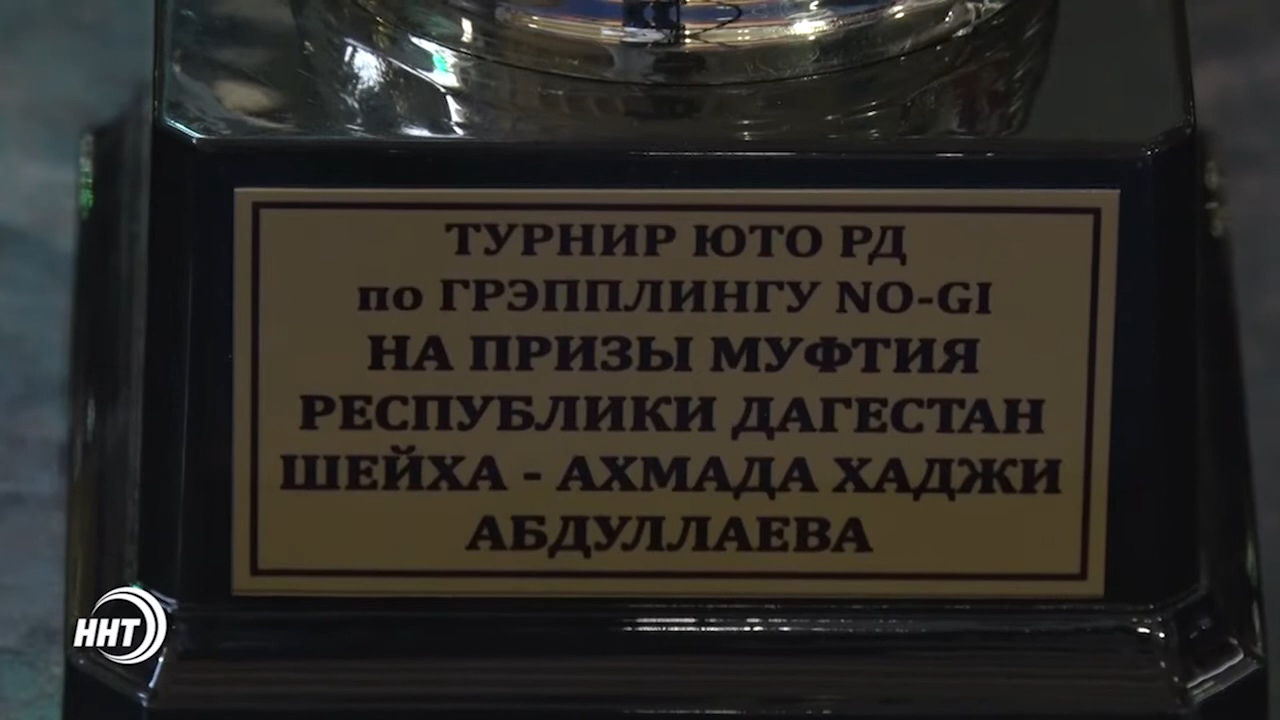 ТУРНИР ЮТО РД
по ГРЭППЛИНГУ NO-GI
НА ПРИЗЫ МУФТИЯ
РЕСПУБЛИКИ ДАГЕСТАН
ШЕЙХА - АХМАДА ХАДЖИ
АБДУЛЛАЕВА
ННТ